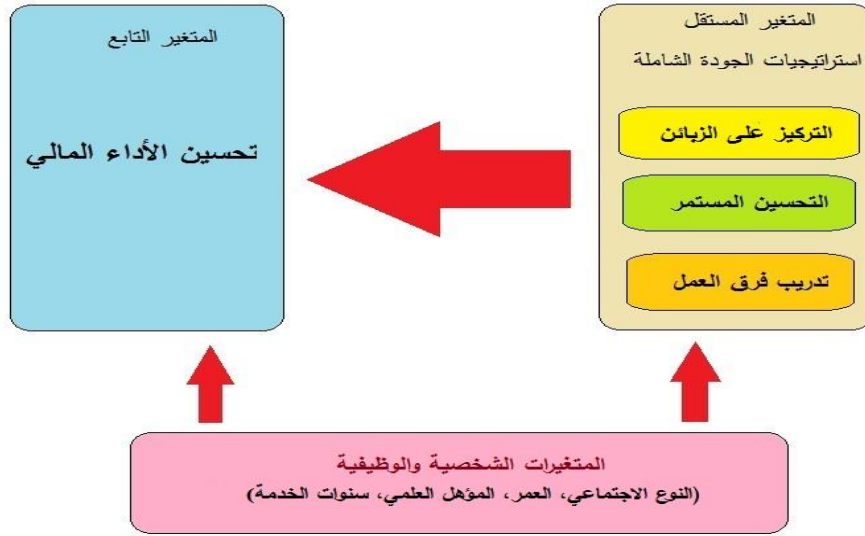 المتغير المستقل
استراتيجيات الجودة الشاملة
التركيز على الزبائن
التحسين المستمر
تدريب فرق العمل
المتغير التابع
تحسين الأداء المالي
المتغيرات الشخصية والوظيفية
(النوع الاجتماعي، العمر، المؤهل العلمي، سنوات الخدمة)